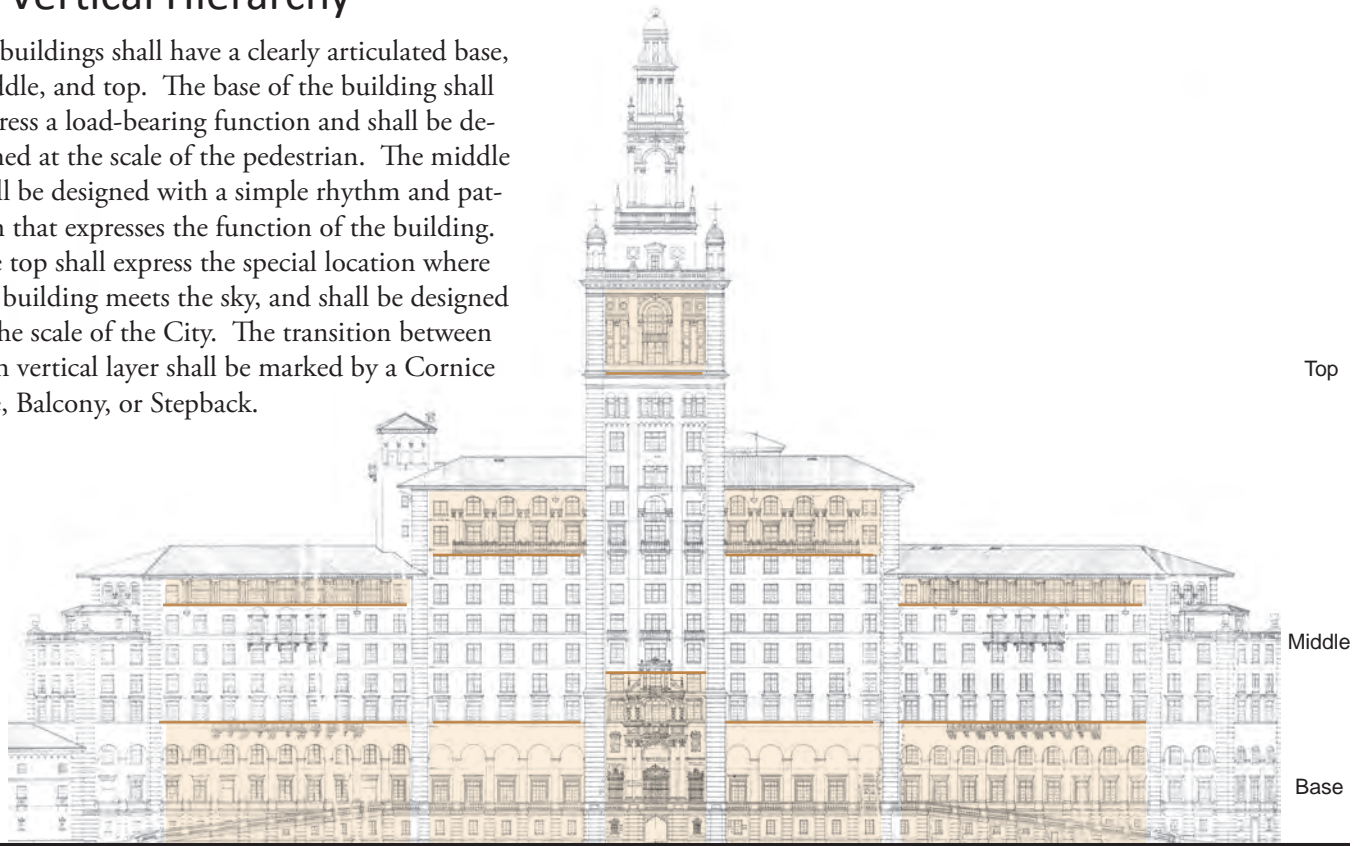 Vertical Hierarchy
buildings shall have a clearly articulated base,
ddle, and top. The base of the building shall
ress a load-bearing function and shall be de-
ned at the scale of the pedestrian. The middle
ll be designed with a simple rhythm and pat-
n that expresses the function of the building.
e top shall express the special location where
building meets the sky, and shall be designed
he scale of the City. The transition between
n vertical layer shall be marked by a Cornice
e, Balcony, or Stepback.
Top
Middle
Base